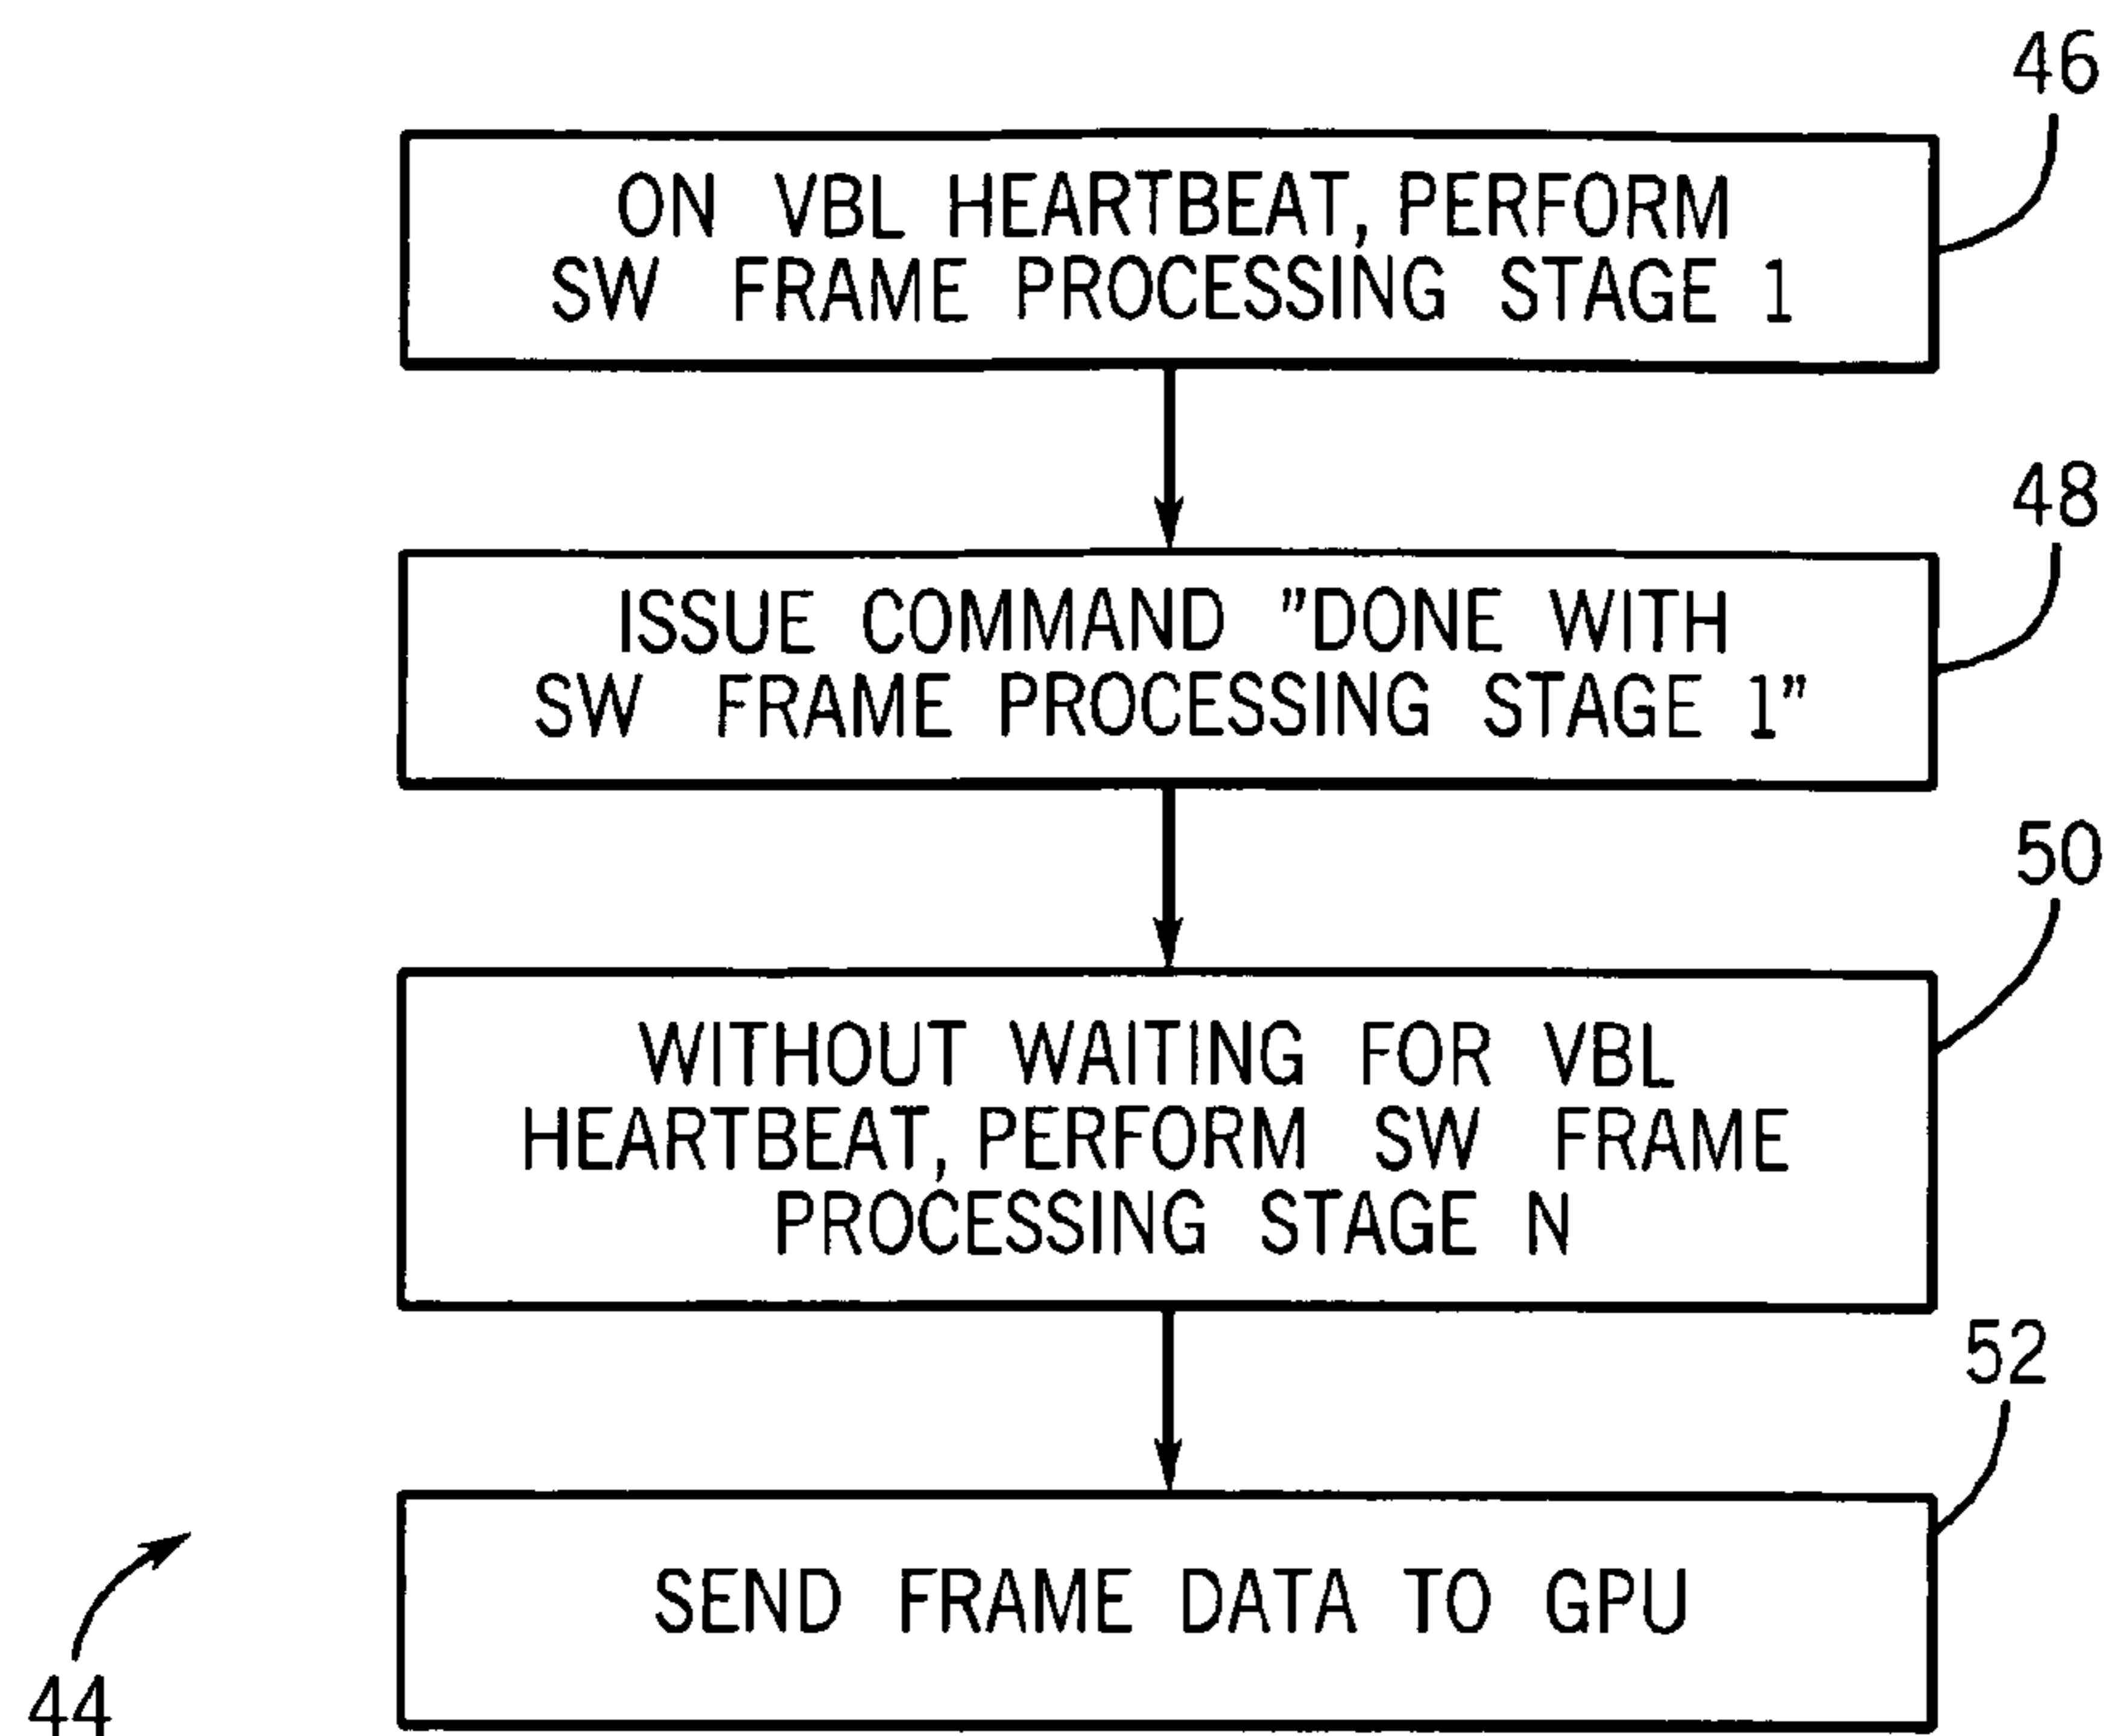 46
ON VBL HEARTBEAT, PERFORM
SW FRAME PROCESSING STAGE 1
48
ISSUE COMMAND "DONE WITH
SW FRAME PROCESSING STAGE 1"
50
WITHOUT WAITING FOR VBL
HEARTBEAT, PERFORM SW FRAME
PROCESSING STAGE N
52
SEND FRAME DATA TO GPU
44